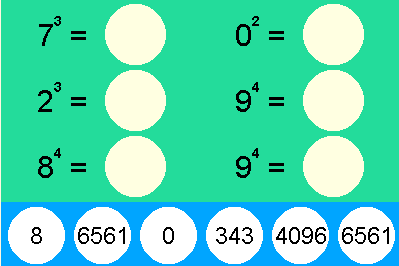 7³ = 0² =
2³ = 9⁴ =
8⁴ = 9⁴ =
8 6561 0 343 4096 6561